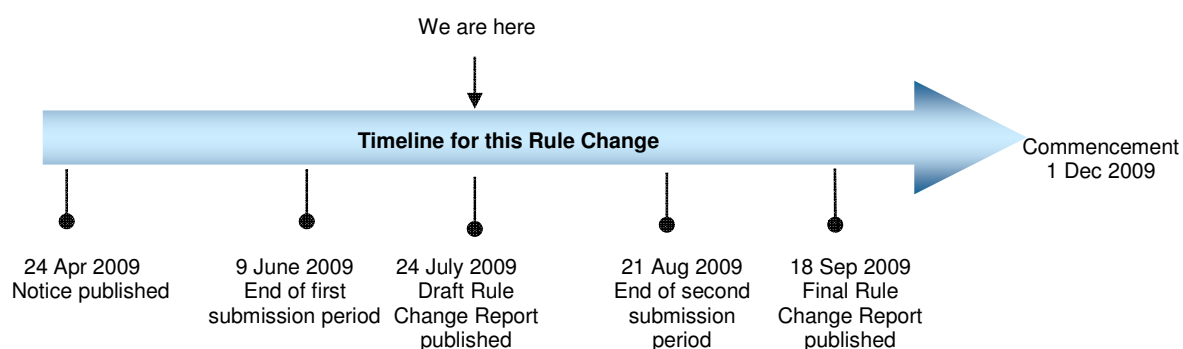 We are here
Timeline for this Rule Change
Commencement
1 Dec 2009
24 Apr 2009
Notice published
9 June 2009
End of first
submission period
24 July 2009
Draft Rule
Change Report
published
21 Aug 2009
End of second
submission
period
18 Sep 2009
Final Rule
Change Report
published